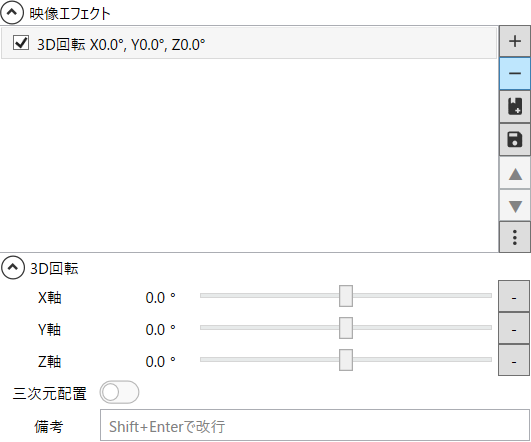 映像エフェクト
3D回転 X0.0°, Y0.0°, Z0.0°
3D回転
X軸 0.0 ° -
Y軸 0.0 ° -
Z軸 0.0 ° -
三次元配置
備考 Shift+Enterで改行